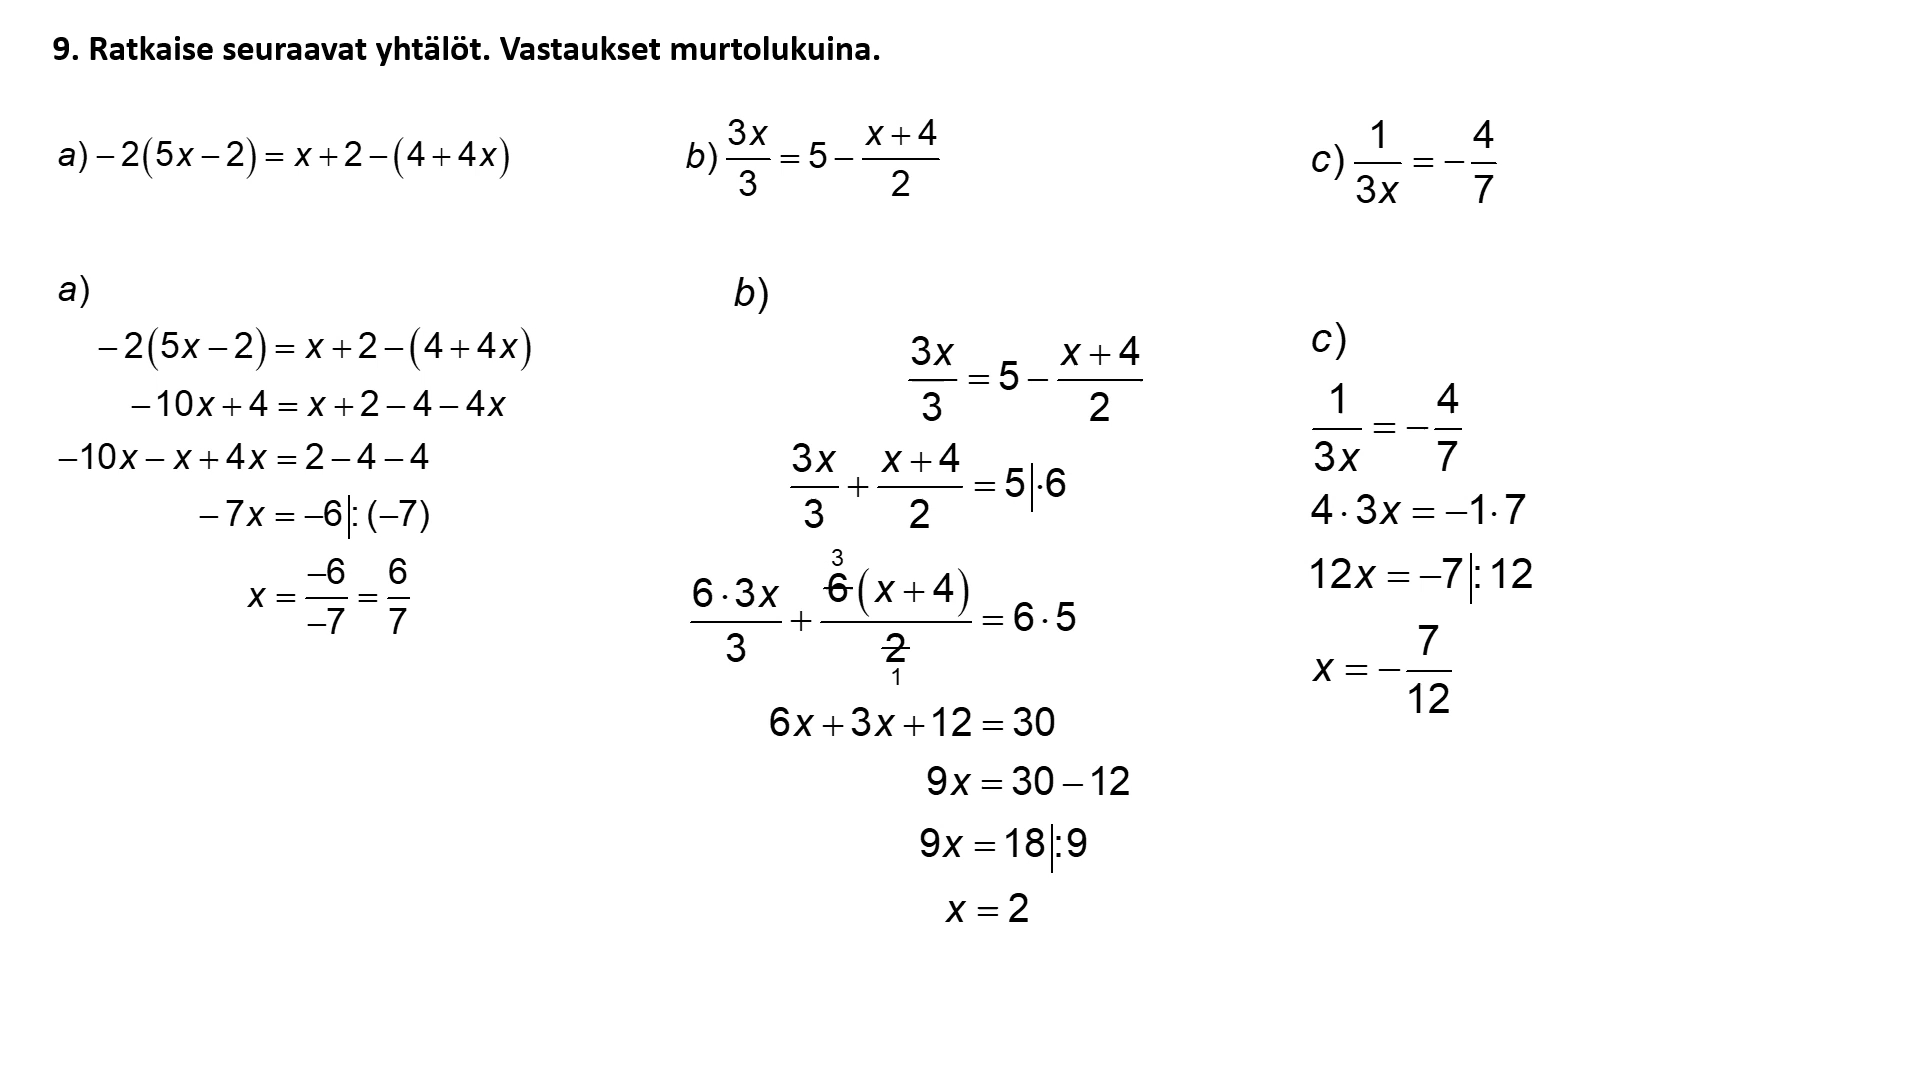 9. Ratkaise seuraavat yhtälöt. Vastaukset murtolukuina.
a) −2(5x − 2) = x + 2 − (4 + 4x)
b) 3x/3 = 5 − (x + 4)/2
c) 1/(3x) = −4/7
a)
−2(5x − 2) = x + 2 − (4 + 4x)
−10x + 4 = x + 2 − 4 − 4x
−10x − x + 4x = 2 − 4 − 4
−7x = −6 |: (−7)
x = −6/−7 = 6/7
b)
3x/3 = 5 − (x + 4)/2
3x/3 + (x + 4)/2 = 5 |·6
3
6·3x/3 + 6(x + 4)/2 = 6·5
1
6x + 3x + 12 = 30
9x = 30 − 12
9x = 18 |:9
x = 2
c)
1/(3x) = −4/7
4·3x = −1·7
12x = −7 |: 12
x = −7/12